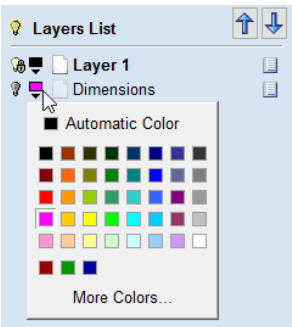 Layers List
Layer 1
Dimensions
Automatic Color
More Colors...